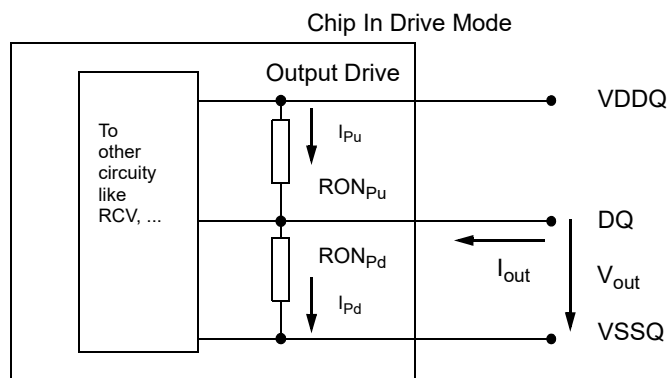 Chip In Drive Mode
Output Drive
VDDQ
To
other
circuity
like
RCV, ...
IPu
RONPu
DQ
RONPd
Iout
Vout
IPd
VSSQ